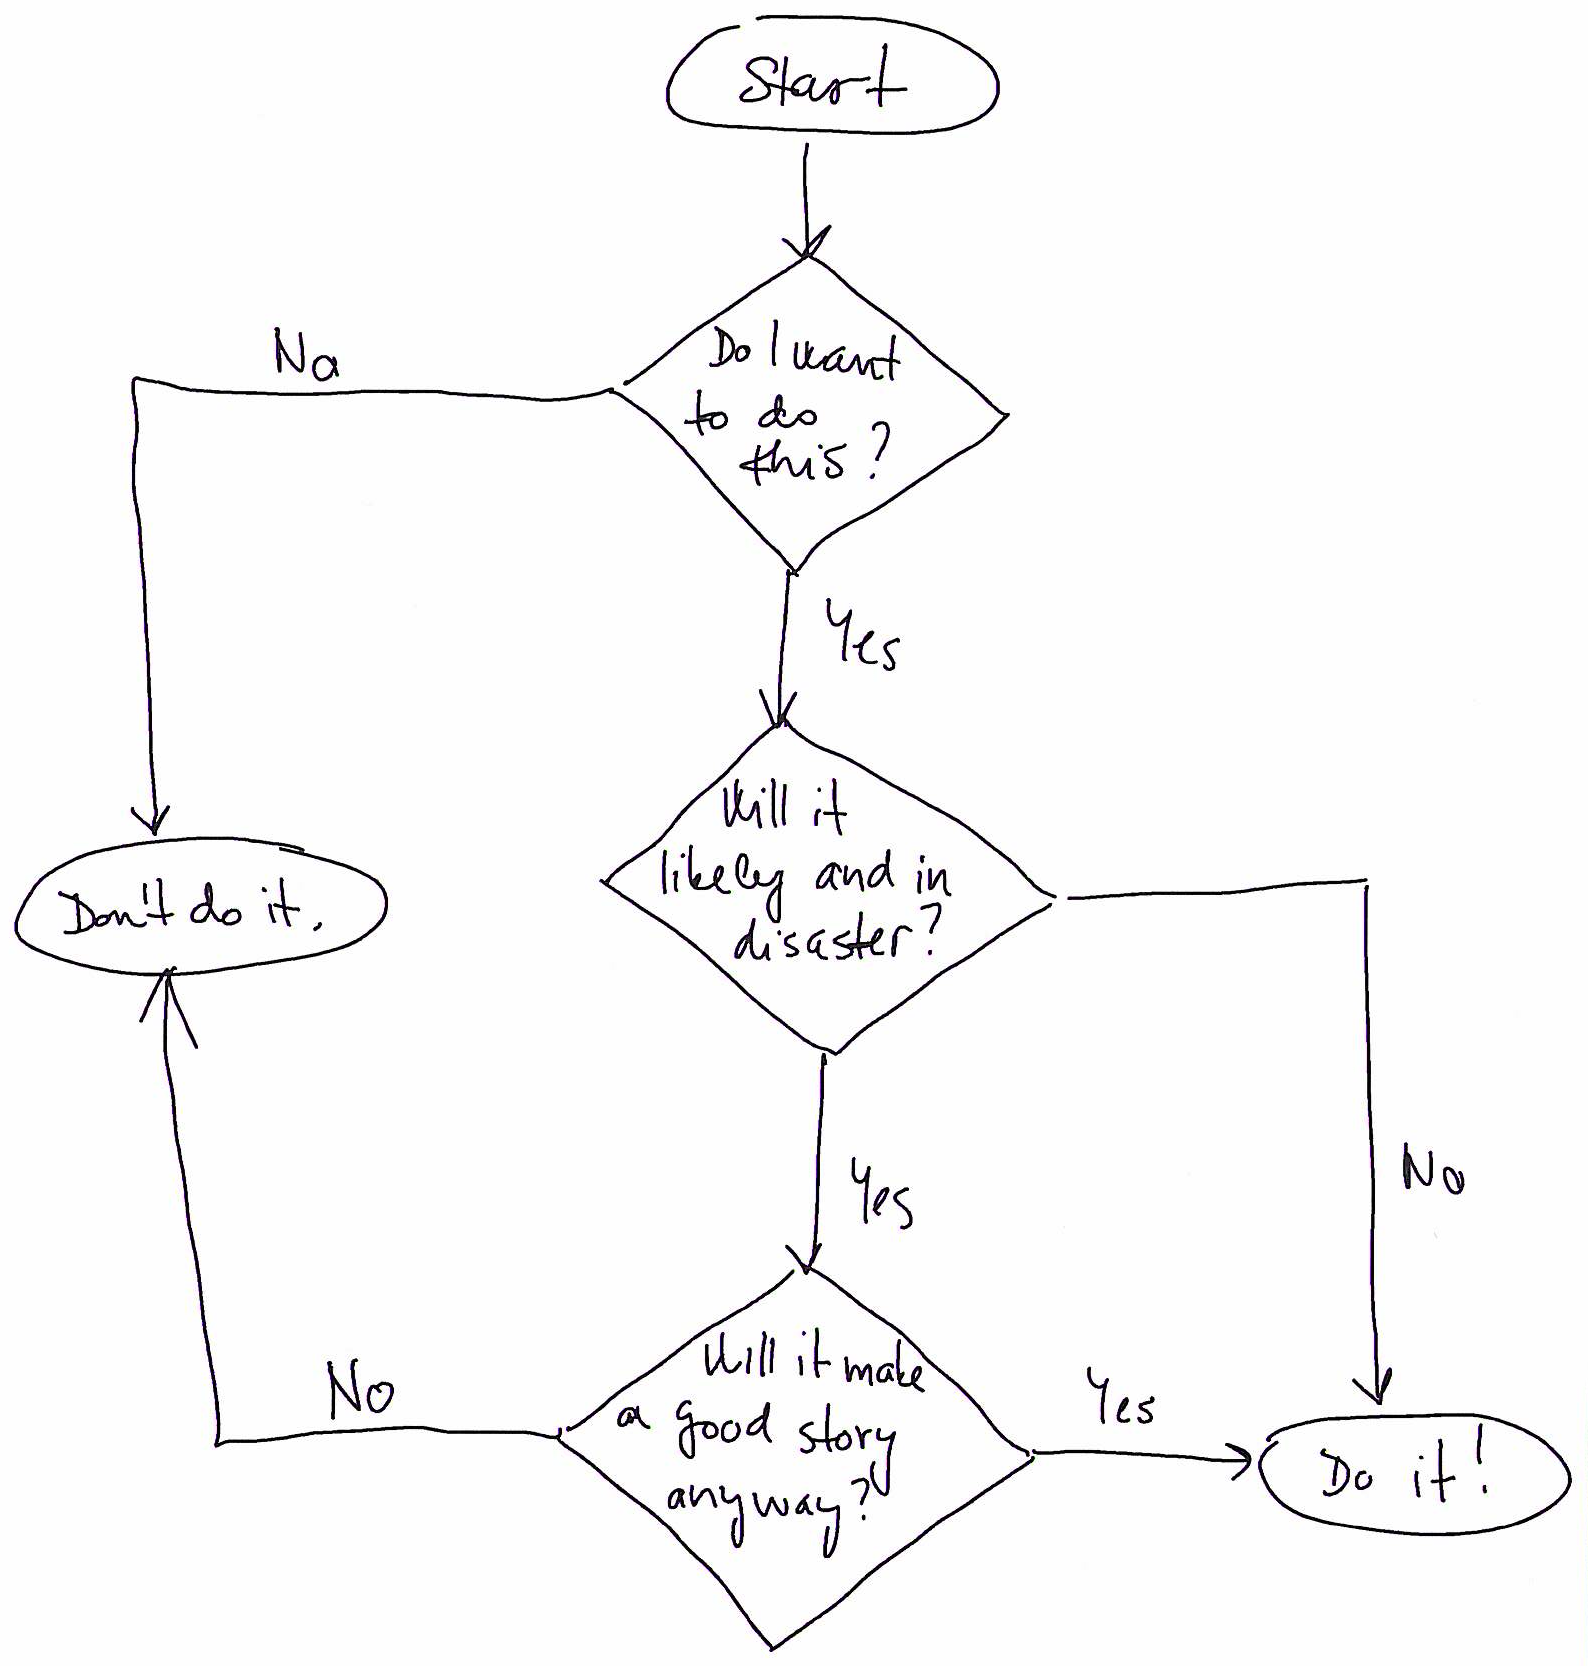 Start
Do I want
to do
this?
No
Yes
Will it
likely and in
disaster?
Don't do it.
No
Yes
Will it make
a good story
anyway?
No
Yes
Do it!